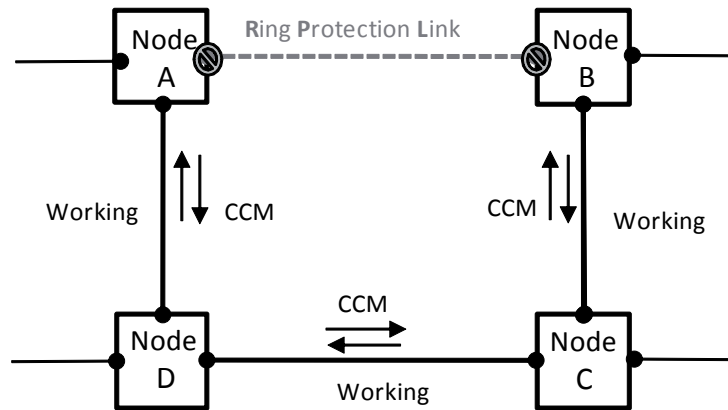 Ring Protection Link
Node
A
Node
B
Working
CCM
CCM
Working
CCM
Node
D
Node
C
Working